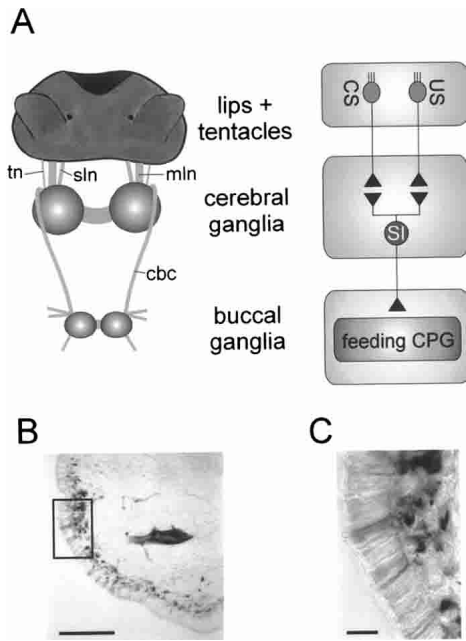 A
lips +
tentacles
CS
US
tn
sln
mln
cerebral
ganglia
SI
cbc
buccal
ganglia
feeding CPG
B
C